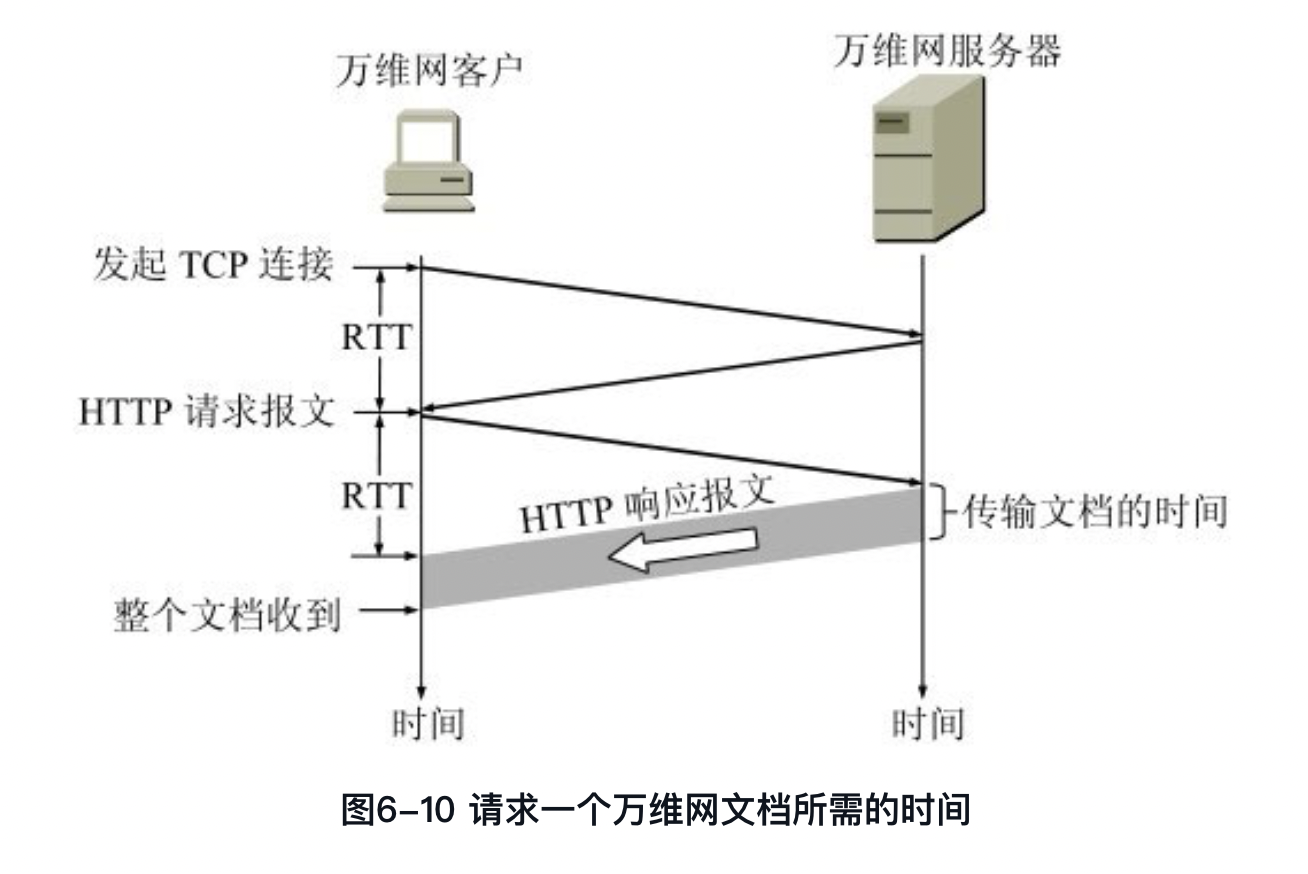 万维网客户
万维网服务器
发起 TCP 连接
RTT
HTTP 请求报文
RTT
HTTP 响应报文
传输文档的时间
整个文档收到
时间
时间
图6-10 请求一个万维网文档所需的时间